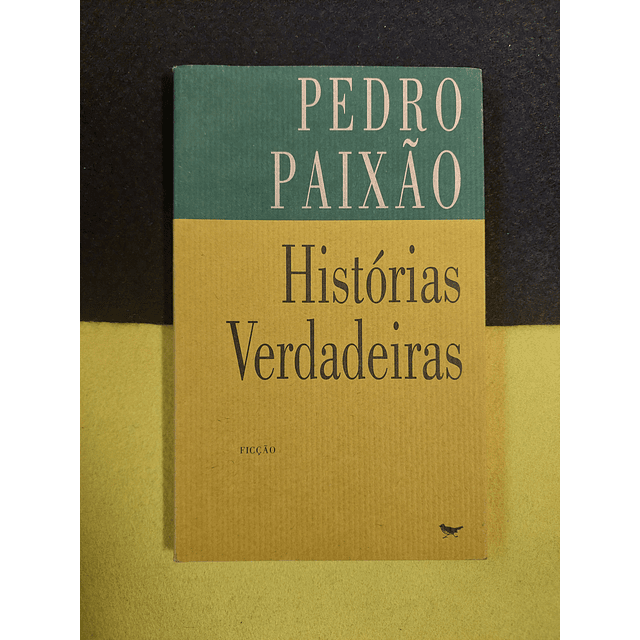 PEDRO
PAIXÃO
Histórias
Verdadeiras
FICÇÃO